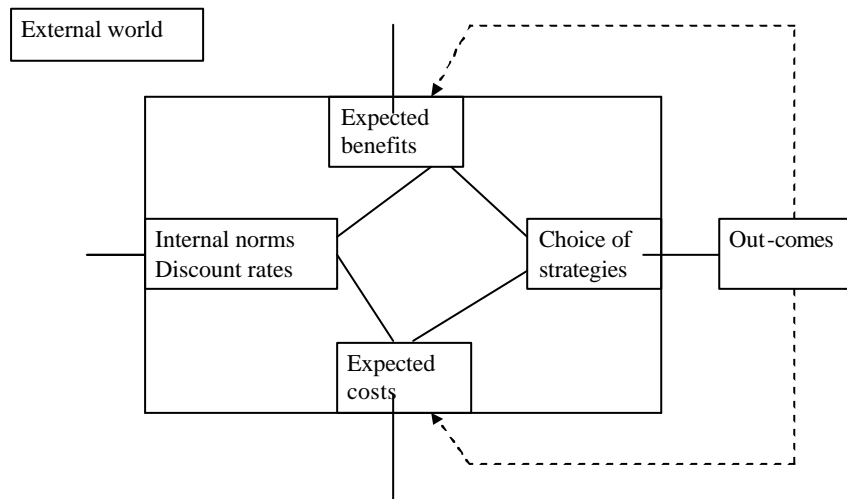 External world
Expected
benefits
Internal norms
Discount rates
Choice of
strategies
Out-comes
Expected
costs